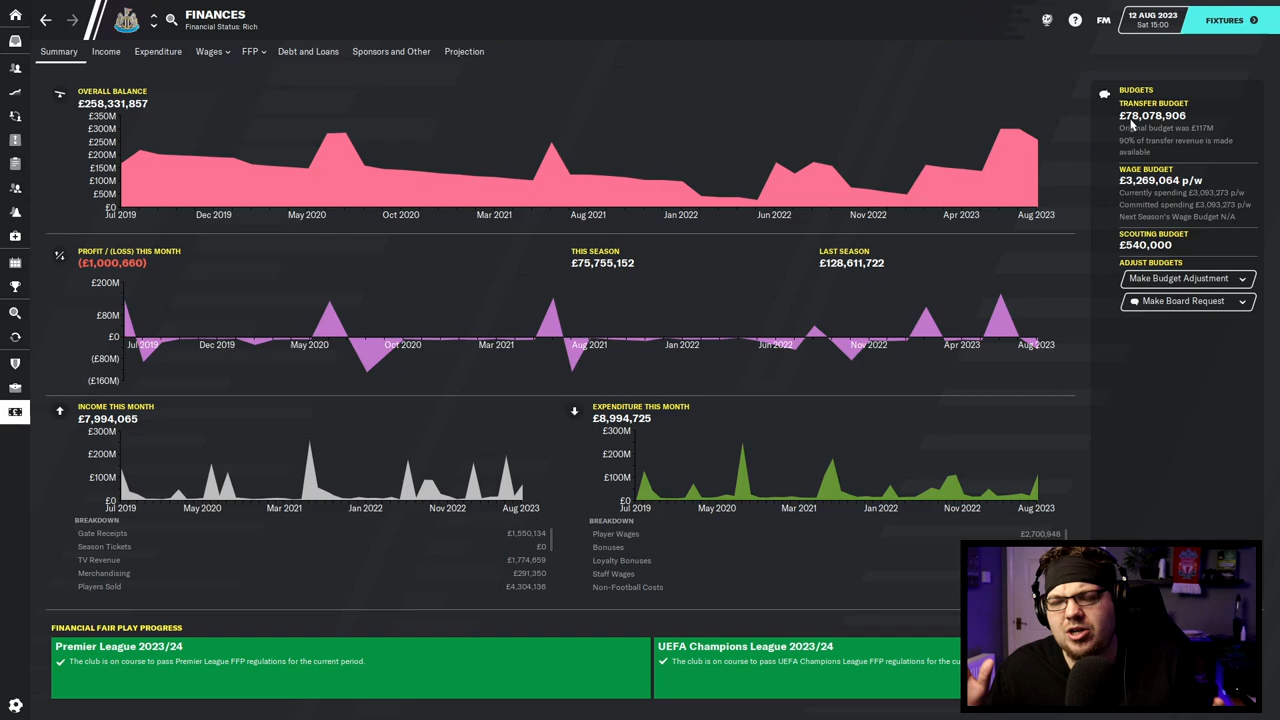 FINANCES
Financial Status: Rich
FM
12 AUG 2023
Sat 15:00
FIXTURES
Summary
Income
Expenditure
Wages
FFP
Debt and Loans
Sponsors and Other
Projection
OVERALL BALANCE
£258,331,857
£350M
£300M
£250M
£200M
£150M
£100M
£50M
£0
Jul 2019 Dec 2019 May 2020 Oct 2020 Mar 2021 Aug 2021 Jan 2022 Jun 2022 Nov 2022 Apr 2023 Aug 2023
PROFIT / (LOSS) THIS MONTH
(£1,000,660)
THIS SEASON
£75,755,152
LAST SEASON
£128,611,722
£200M
£80M
£0
(£80M)
(£160M)
Jul 2019 Dec 2019 May 2020 Oct 2020 Mar 2021 Aug 2021 Jan 2022 Jun 2022 Nov 2022 Apr 2023 Aug 2023
INCOME THIS MONTH
£7,994,065
£300M
£200M
£100M
£0
Jul 2019 May 2020 Mar 2021 Jan 2022 Nov 2022 Aug 2023
BREAKDOWN
Gate Receipts £1,550,134
Season Tickets £0
TV Revenue £1,774,659
Merchandising £291,350
Players Sold £4,304,136
EXPENDITURE THIS MONTH
£8,994,725
£300M
£200M
£100M
£0
Jul 2019 May 2020 Mar 2021 Jan 2022 Nov 2022 Aug 2023
BREAKDOWN
Player Wages £2,700,948
Bonuses
Loyalty Bonuses
Staff Wages
Non-Football Costs
FINANCIAL FAIR PLAY PROGRESS
Premier League 2023/24
The club is on course to pass Premier League FFP regulations for the current period.
UEFA Champions League 2023/24
The club is on course to pass UEFA Champions League FFP regulations for the cu
BUDGETS
TRANSFER BUDGET
£78,078,906
Original budget was £117M
90% of transfer revenue is made
available
WAGE BUDGET
£3,269,064 p/w
Currently spending £3,093,273 p/w
Committed spending £3,093,273 p/w
Next Season's Wage Budget N/A
SCOUTING BUDGET
£540,000
ADJUST BUDGETS
Make Budget Adjustment
Make Board Request